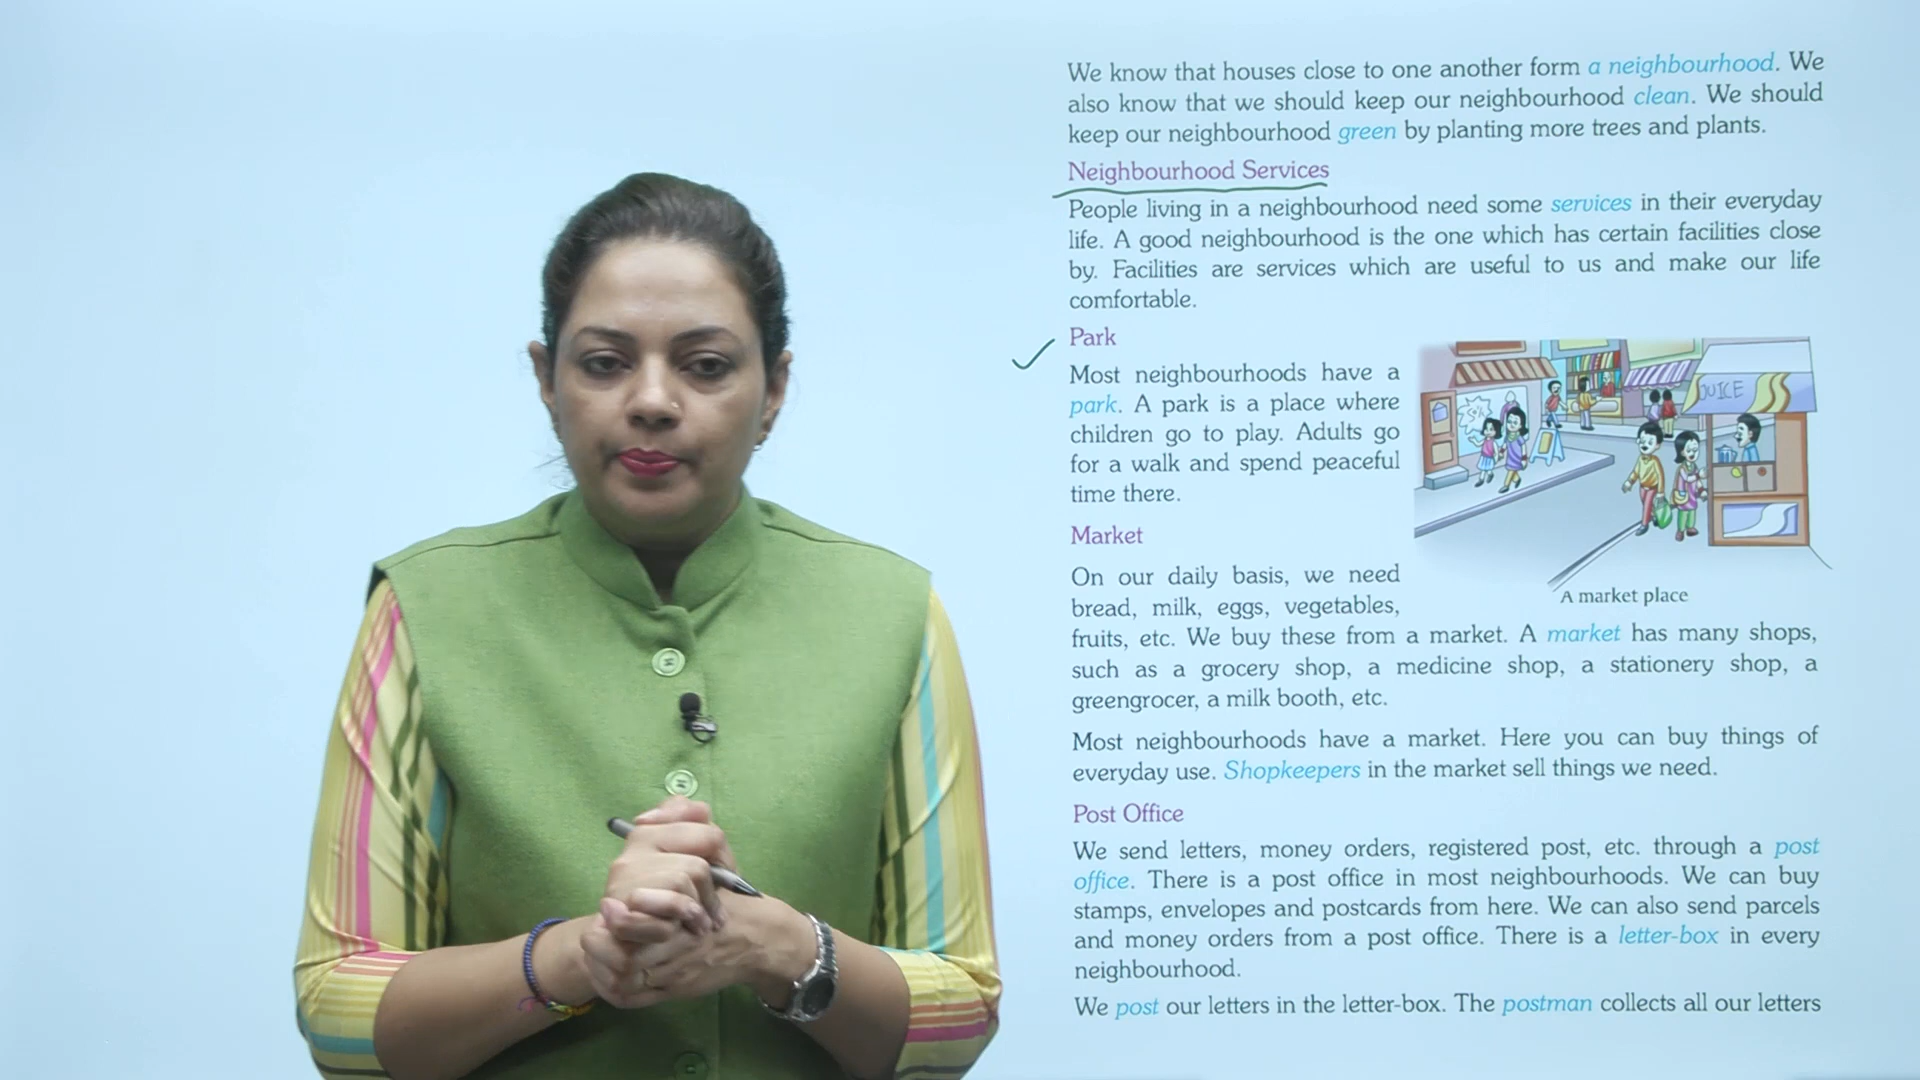 We know that houses close to one another form a neighbourhood. We
also know that we should keep our neighbourhood clean. We should
keep our neighbourhood green by planting more trees and plants.
Neighbourhood Services
People living in a neighbourhood need some services in their everyday
life. A good neighbourhood is the one which has certain facilities close
by. Facilities are services which are useful to us and make our life
comfortable.
Park
Most neighbourhoods have a
park. A park is a place where
children go to play. Adults go
for a walk and spend peaceful
time there.
JUICE
A market place
Market
On our daily basis, we need
bread, milk, eggs, vegetables,
fruits, etc. We buy these from a market. A market has many shops,
such as a grocery shop, a medicine shop, a stationery shop, a
greengrocer, a milk booth, etc.
Most neighbourhoods have a market. Here you can buy things of
everyday use. Shopkeepers in the market sell things we need.
Post Office
We send letters, money orders, registered post, etc. through a post
office. There is a post office in most neighbourhoods. We can buy
stamps, envelopes and postcards from here. We can also send parcels
and money orders from a post office. There is a letter-box in every
neighbourhood.
We post our letters in the letter-box. The postman collects all our letters